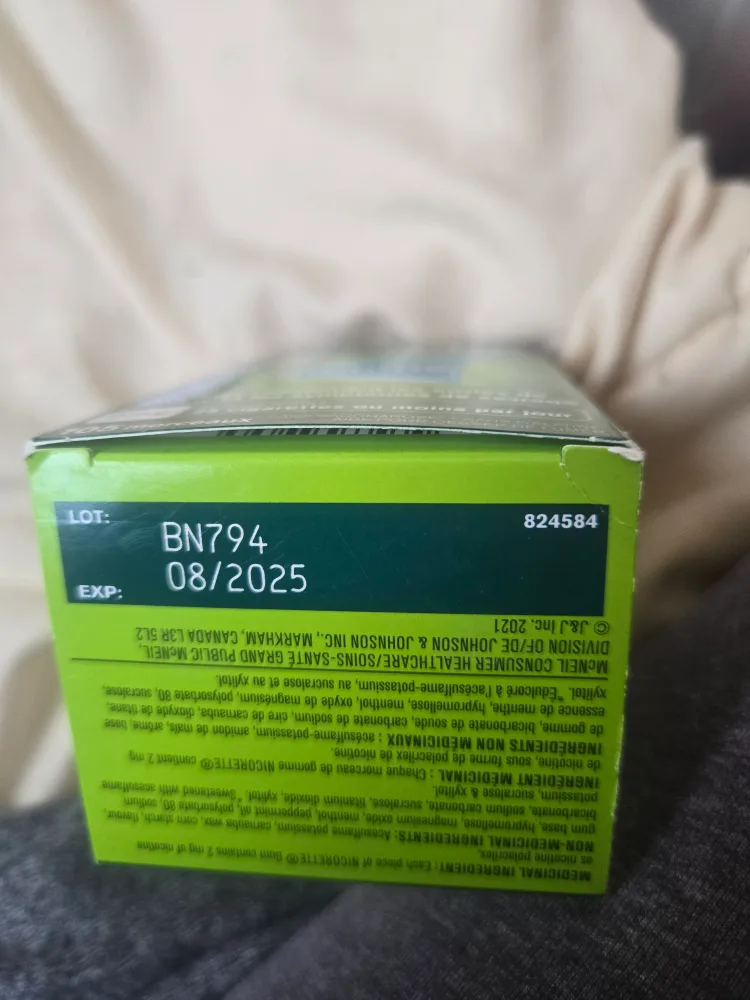 LOT:
BN794
824584
EXP:
08/2025
MEDICINAL INGREDIENT: Each piece of NICORETTE® Gum contains 2 mg of nicotine
as nicotine polacrilex.
NON-MEDICINAL INGREDIENTS: Acesulfame potassium, carnauba wax, corn starch, flavour,
gum base, hypromellose, magnesium oxide, menthol, peppermint oil, polysorbate 80, sodium
bicarbonate, sodium carbonate, sucralose, titanium dioxide, xylitol. *Sweetened with acesulfame
potassium, sucralose & xylitol.
INGRÉDIENT MÉDICINAL : Chaque morceau de gomme NICORETTE® contient 2 mg
de nicotine, sous forme de polacrilex de nicotine.
INGRÉDIENTS NON MÉDICINAUX : acésulfame-potassium, amidon de maïs, arôme, base
de gomme, bicarbonate de soude, carbonate de sodium, cire de carnauba, dioxyde de titane,
essence de menthe, hypromellose, menthol, oxyde de magnésium, polysorbate 80, sucralose,
xylitol. *Édulcoré à l'acésulfame-potassium, au sucralose et au xylitol.
McNEIL CONSUMER HEALTHCARE/SOINS-SANTÉ GRAND PUBLIC McNEIL,
DIVISION OF/DE JOHNSON & JOHNSON INC., MARKHAM, CANADA L3R 5L2
© J&J Inc. 2021
au moins par jour